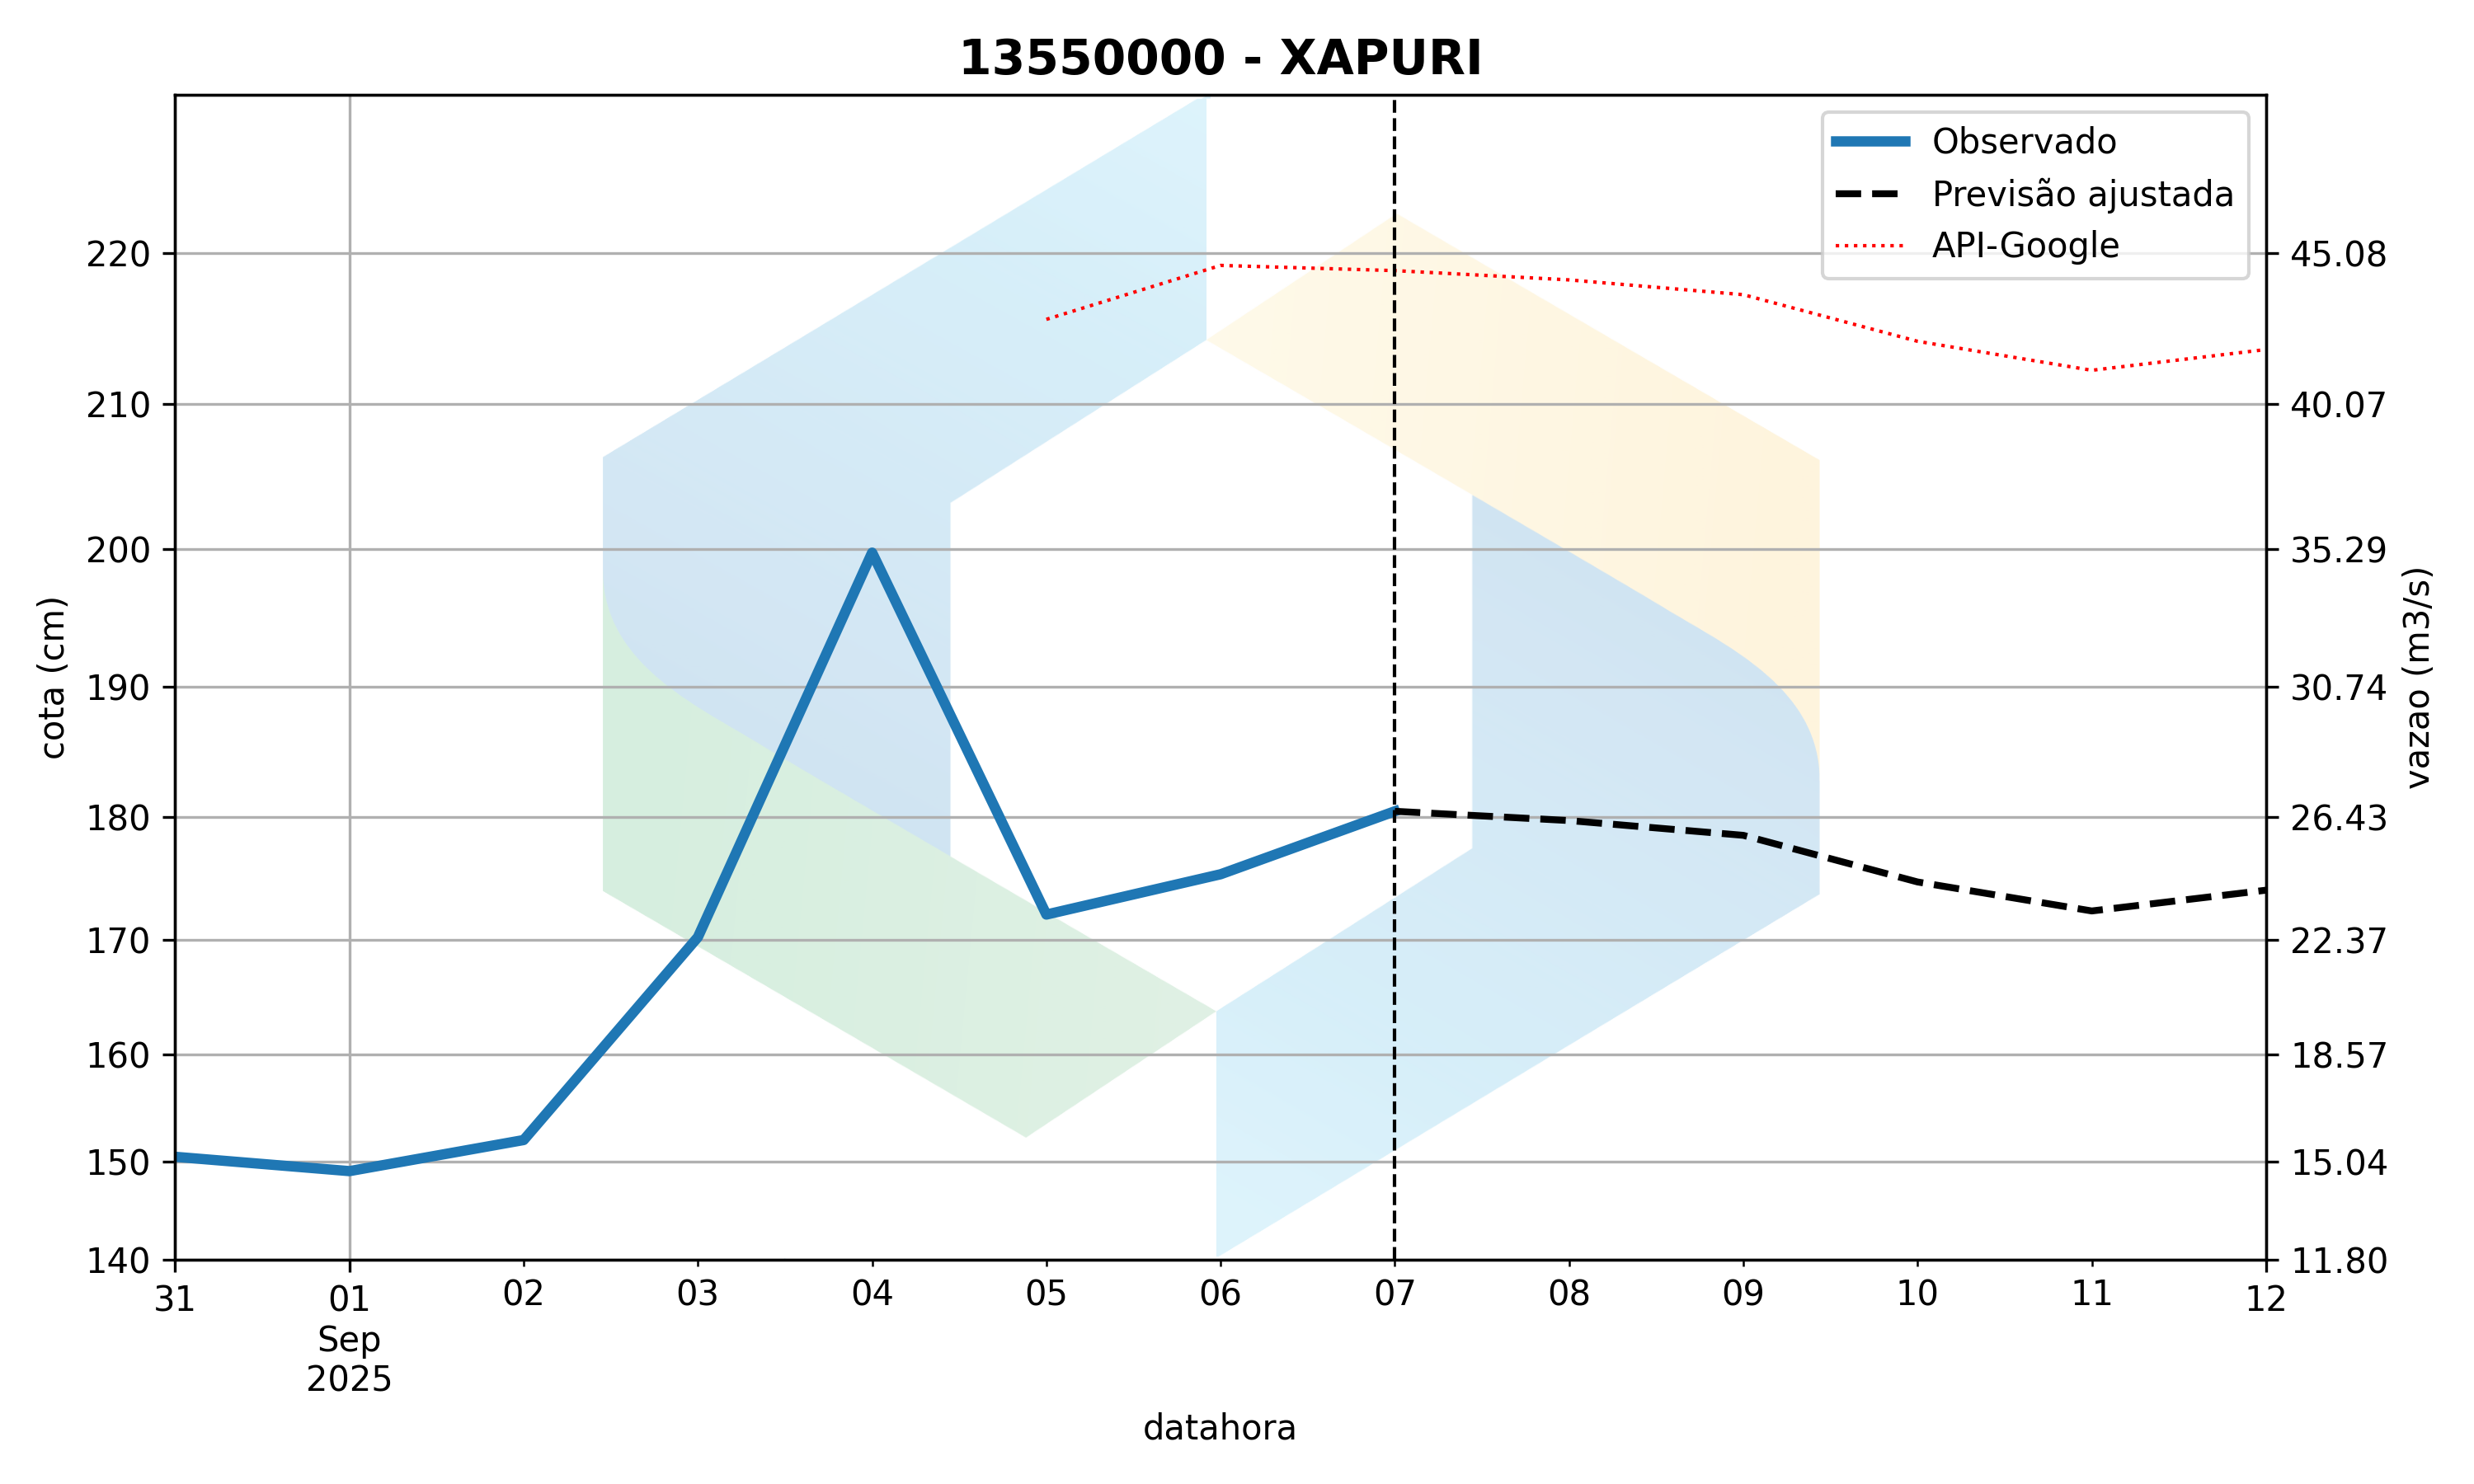 13550000 - XAPURI
Observado
Previsão ajustada
API-Google
220
210
200
190
180
170
160
150
140
cota (cm)
45.08
40.07
35.29
30.74
26.43
22.37
18.57
15.04
11.80
vazao (m3/s)
31 01 02 03 04 05 06 07 08 09 10 11 12
Sep
2025
datahora